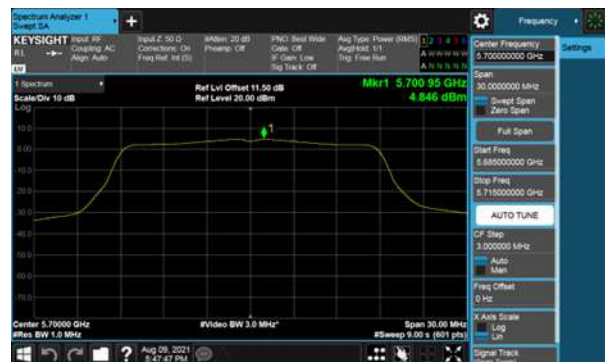 Spectrum Analyzer 1
Swept SA
+
Frequency
KEYSIGHT Input: RF
RL
Coupling: AC
Align: Auto
Input Z: 50 Ω
Corrections: On
Freq Ref: Int (S)
#Atten: 20 dB
Preamp: Off
PNO: Best Wide
Gate: Off
IF Gain: Low
Sig Track: Off
Avg Type: Power (RMS)
Avg|Hold: 1/1
Trig: Free Run
1 2 3 4 5 6
A W W W W W
A N N N N N
LW
1 Spectrum
Scale/Div 10 dB
Log
Ref Lvl Offset 11.50 dB
Ref Level 20.00 dBm
Mkr1 5.700 95 GHz
4.846 dBm
1
10.0
0.00
-10.0
-20.0
-30.0
-40.0
-50.0
-60.0
-70.0
Center 5.70000 GHz
#Res BW 1.0 MHz
#Video BW 3.0 MHz*
Span 30.00 MHz
#Sweep 9.00 s (601 pts)
Center Frequency
5.700000000 GHz
Settings
Span
30.0000000 MHz
Swept Span
Zero Span
Full Span
Start Freq
5.685000000 GHz
Stop Freq
5.715000000 GHz
AUTO TUNE
CF Step
3.000000 MHz
Auto
Man
Freq Offset
0 Hz
X Axis Scale
Log
Lin
Signal Track
?
Aug 09, 2021
5:47:47 PM